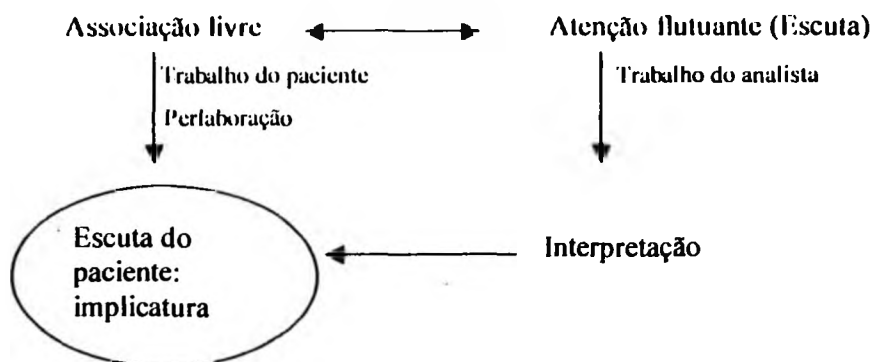 Associação livre
Atenção flutuante (Escuta)
Trabalho do paciente
Perlaboração
Trabalho do analista
Escuta do
paciente:
implicatura
Interpretação